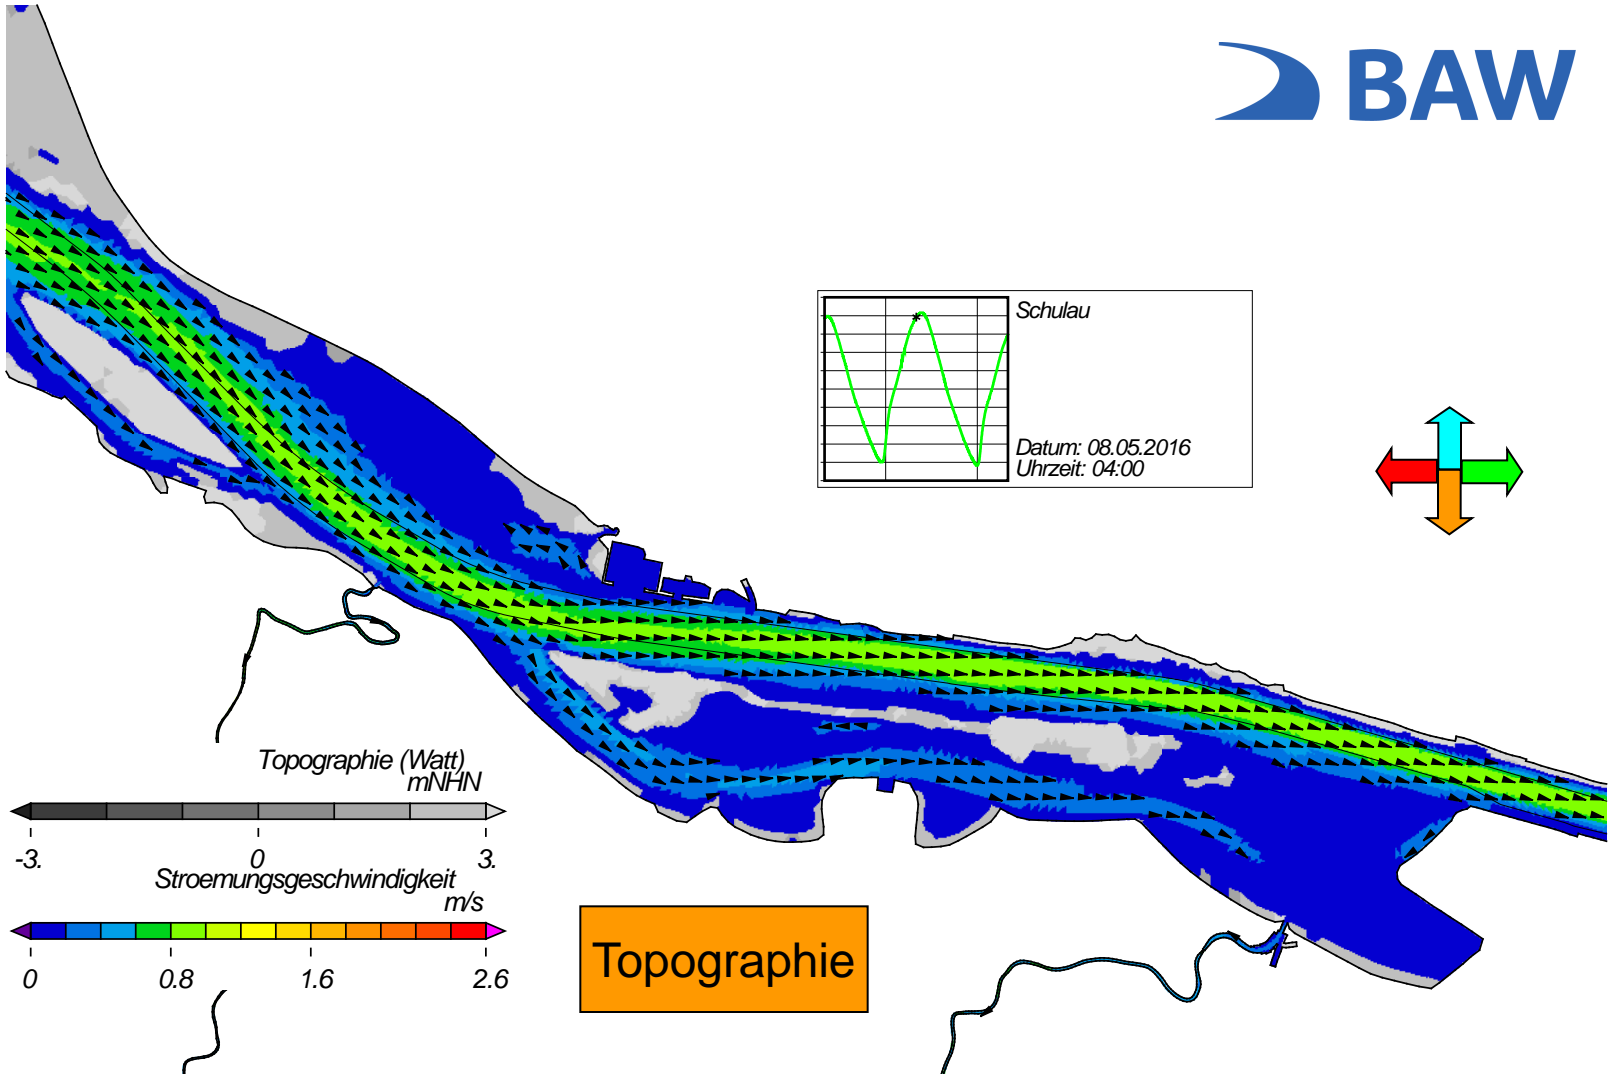 BAW
Schulau
Datum: 08.05.2016
Uhrzeit: 04:00
Topographie (Watt)
mNHN
-3. 0 3.
Stroemungsgeschwindigkeit
m/s
0 0.8 1.6 2.6
Topographie